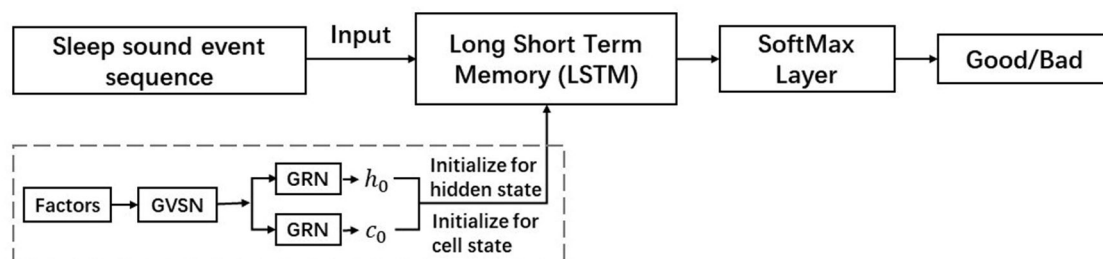 Sleep sound event
sequence
Input
Long Short Term
Memory (LSTM)
SoftMax
Layer
Good/Bad
Factors
GVSN
GRN
h₀
GRN
c₀
Initialize for
hidden state
Initialize for
cell state